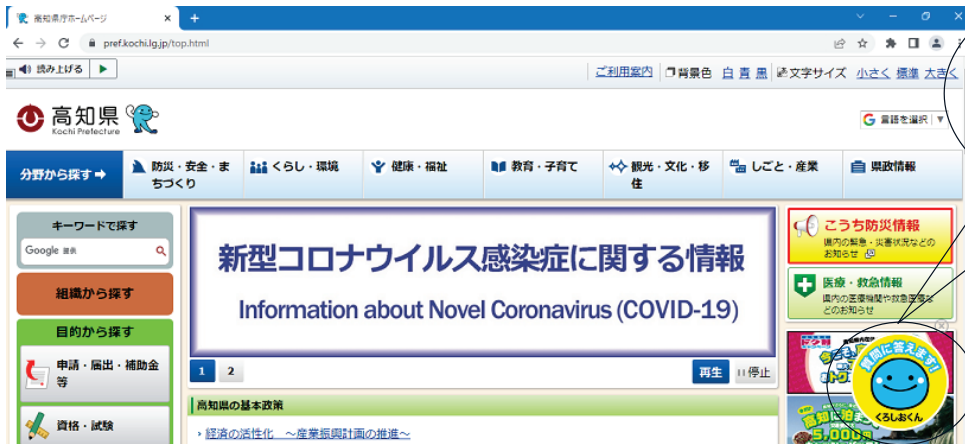 高知県庁ホームページ
pref.kochi.lg.jp/top.html
読み上げる
ご利用案内 背景色 白 青 黒 文字サイズ 小さく 標準 大きく
高知県
Kochi Prefecture
G 言語を選択 ▼
分野から探す
防災・安全・ま
ちづくり
くらし・環境
健康・福祉
教育・子育て
観光・文化・移
住
しごと・産業
県政情報
キーワードで探す
Google
組織から探す
目的から探す
申請・届出・補助金
等
資格・試験
新型コロナウイルス感染症に関する情報
Information about Novel Coronavirus (COVID-19)
1 2
再生 停止
高知県の基本政策
経済の活性化 ～産業振興計画の推進～
こうち防災情報
県内の緊急・災害状況などの
お知らせ
医療・救急情報
県内の医療機関や救急医療な
どのお知らせ
質問に答えます!
くろしおくん
5,000